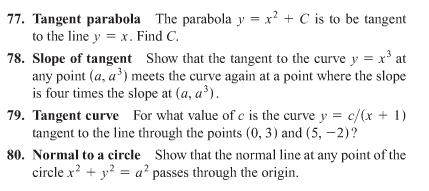 77. Tangent parabola The parabola y = x² + C is to be tangent
to the line y = x. Find C.
78. Slope of tangent Show that the tangent to the curve y = x³ at
any point (a, a³) meets the curve again at a point where the slope
is four times the slope at (a, a³).
79. Tangent curve For what value of c is the curve y = c/(x + 1)
tangent to the line through the points (0, 3) and (5, −2)?
80. Normal to a circle Show that the normal line at any point of the
circle x² + y² = a² passes through the origin.